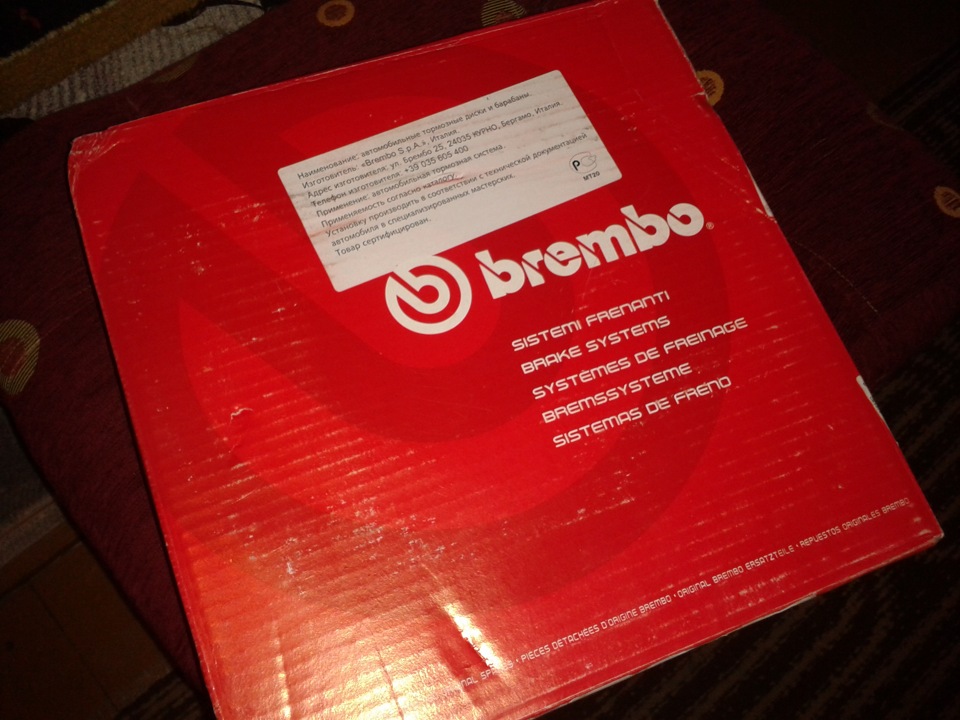 Наименование: автомобильные тормозные диски и барабаны.
Изготовитель: «Brembo S.p.A.», Италия.
Адрес изготовителя: ул. Брембо 25, 24035 КУРНО, Бергамо, Италия.
Телефон изготовителя: +39 035 605 400
Применение: автомобильная тормозная система.
Применяемость согласно каталогу.
Установку производить в соответствии с технической документацией
автомобиля в специализированных мастерских.
Товар сертифицирован.
МТ20
brembo®
SISTEMI FRENANTI
BRAKE SYSTEMS
SYSTÈMES DE FREINAGE
BREMSSYSTEME
SISTEMAS DE FRENO
PIÈCES DÉTACHÉES D'ORIGINE BREMBO • ORIGINAL BREMBO ERSATZTEILE • REPUESTOS ORIGINALES BREMBO